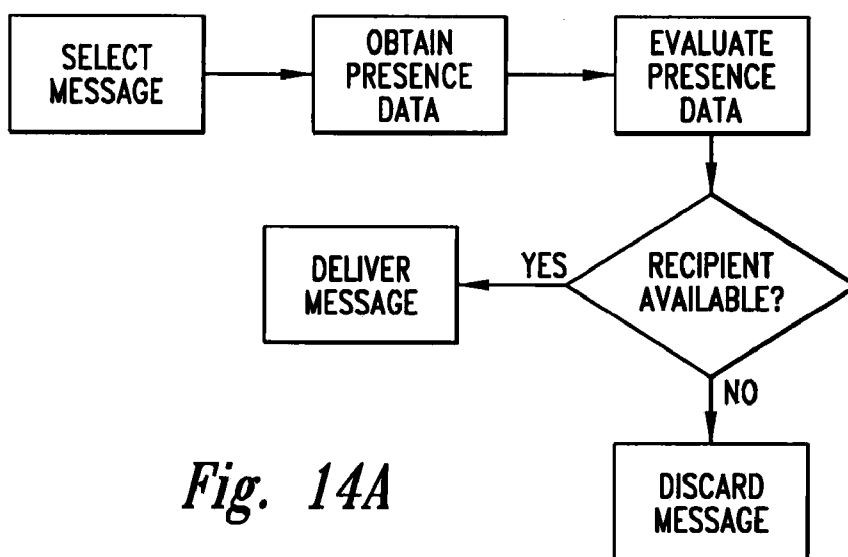 SELECT
MESSAGE
OBTAIN
PRESENCE
DATA
EVALUATE
PRESENCE
DATA
RECIPIENT
AVAILABLE?
YES
DELIVER
MESSAGE
NO
DISCARD
MESSAGE
Fig. 14A